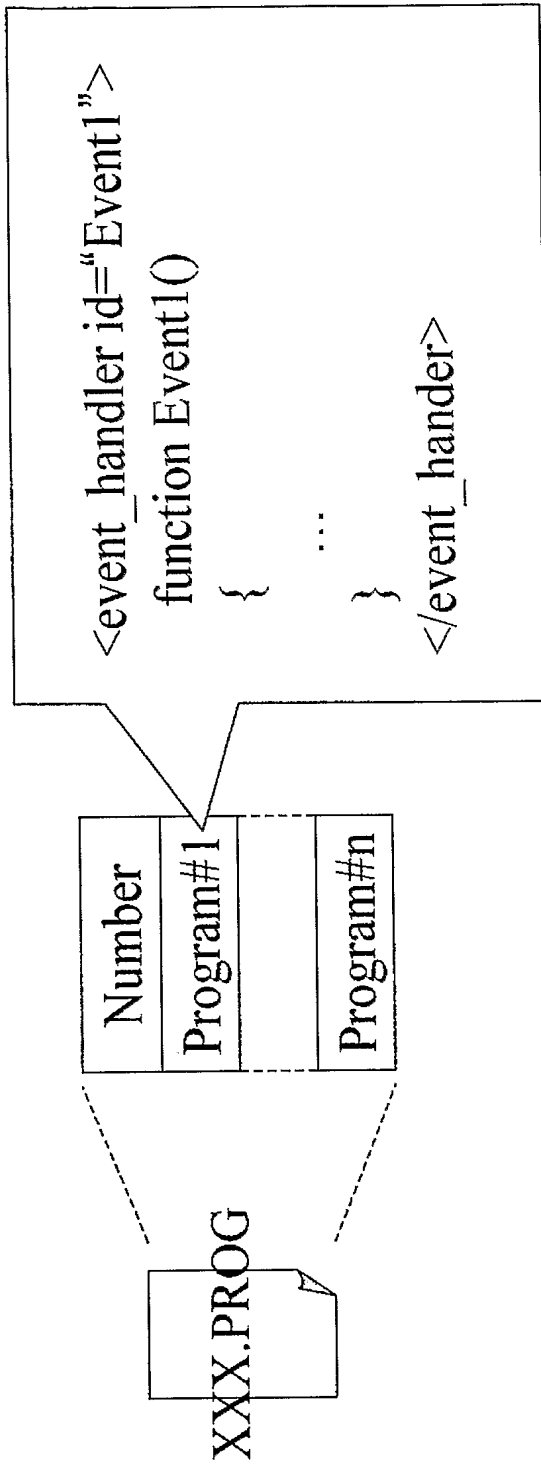 XXX.PROG
Number
Program#1
Program#n
<event_handler id=“Event1”>
function Event1()
{
...
}
</event_hander>